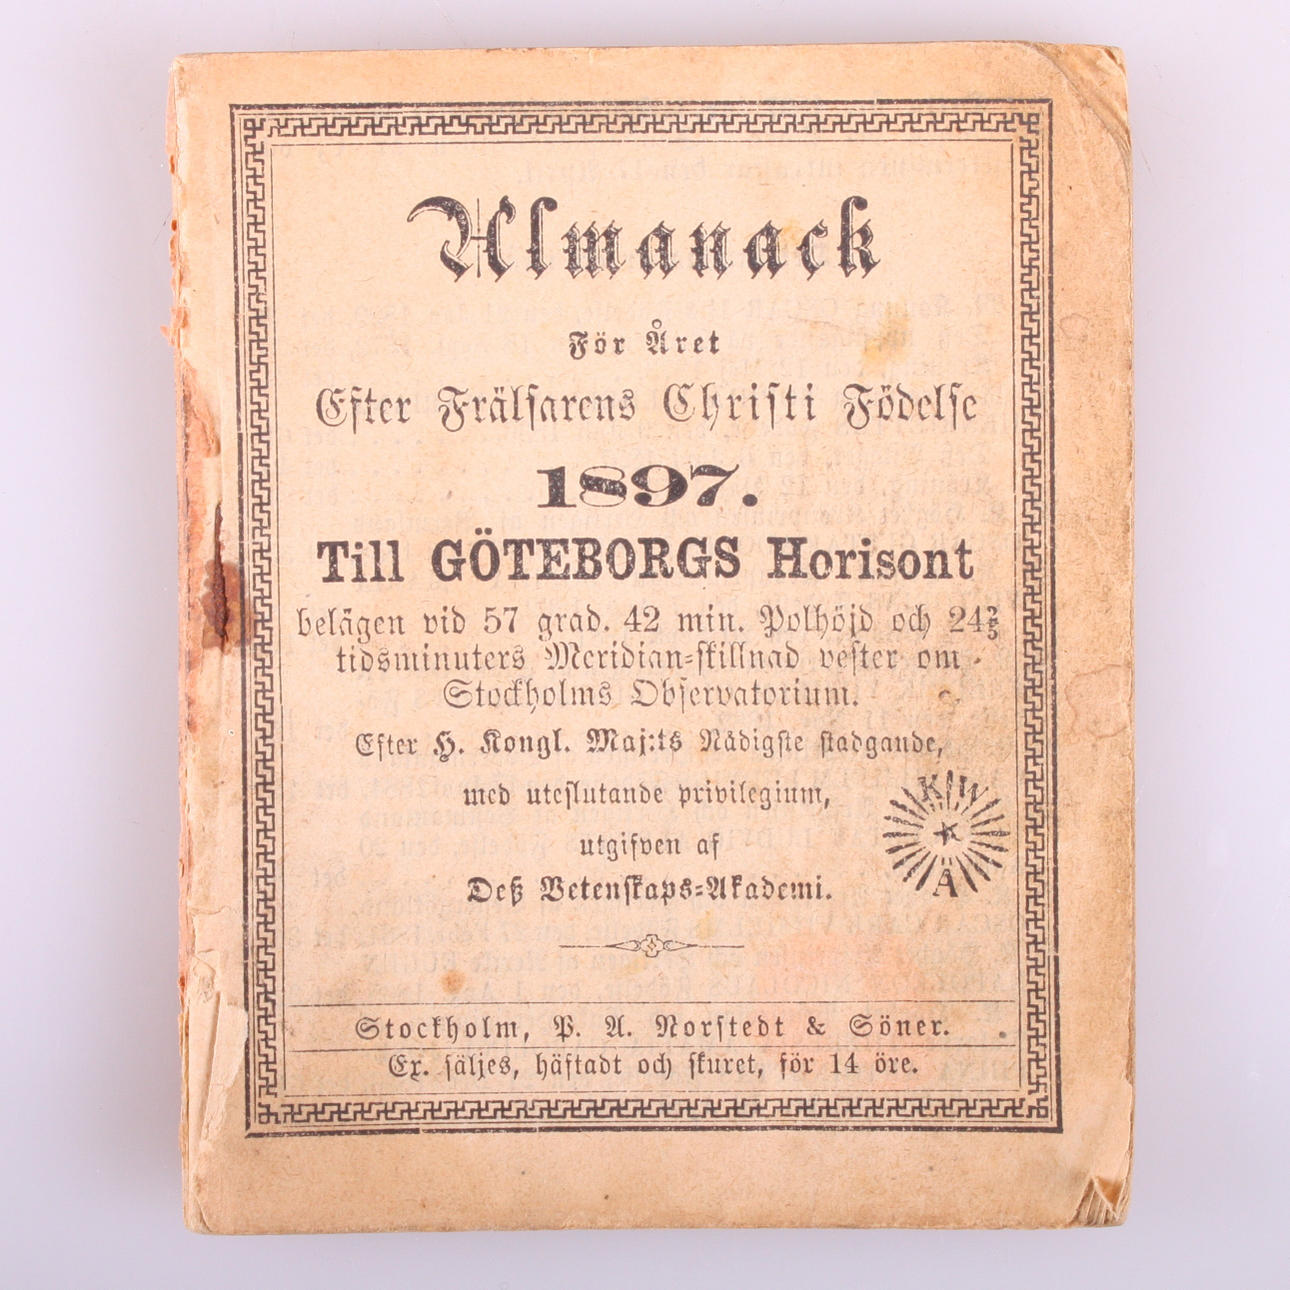 Almanack
För Året
Efter Frälsarens Christi Födelse
1897.
Till GÖTEBORGS Horisont
belägen vid 57 grad. 42 min. Polhöjd och 24⅖
tidsminuters Meridian-skillnad vester om
Stockholms Observatorium.
Efter H. Kongl. Maj:ts Nådigste stadgande,
med uteslutande privilegium,
utgifven af
Deß Vetenskaps-Akademi.
K W
A
Stockholm, P. A. Norstedt & Söner.
Ex. säljes, häftadt och skuret, för 14 öre.